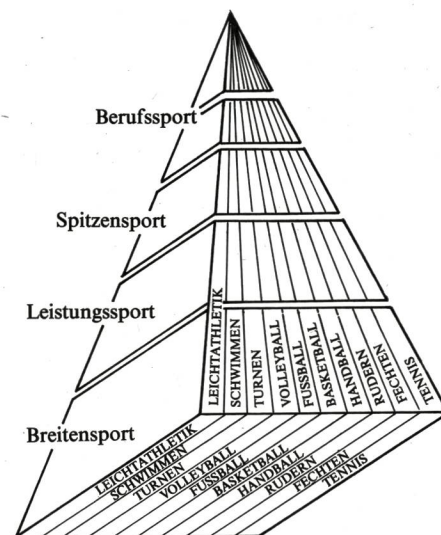 Berufssport
Spitzensport
Leistungssport
Breitensport
LEICHTATHLETIK
SCHWIMMEN
TURNEN
VOLLEYBALL
FUSSBALL
BASKETBALL
HANDBALL
RUDERN
FECHTEN
TENNIS
LEICHTATHLETIK
SCHWIMMEN
TURNEN
VOLLEYBALL
FUSSBALL
BASKETBALL
HANDBALL
RUDERN
FECHTEN
TENNIS